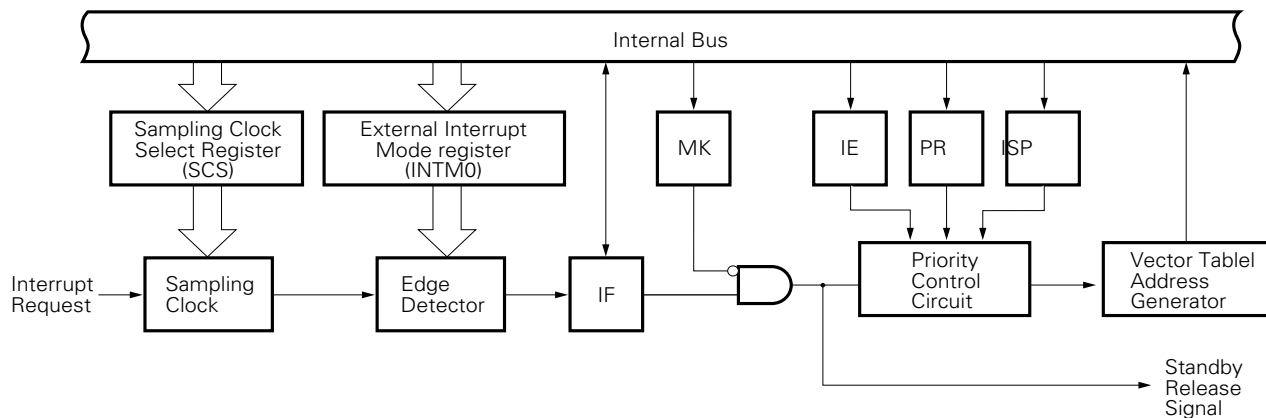 Internal Bus
Sampling Clock
Select Register
(SCS)
External Interrupt
Mode register
(INTM0)
MK
IE
PR
ISP
Interrupt
Request
Sampling
Clock
Edge
Detector
IF
Priority
Control
Circuit
Vector Tablel
Address
Generator
Standby
Release
Signal